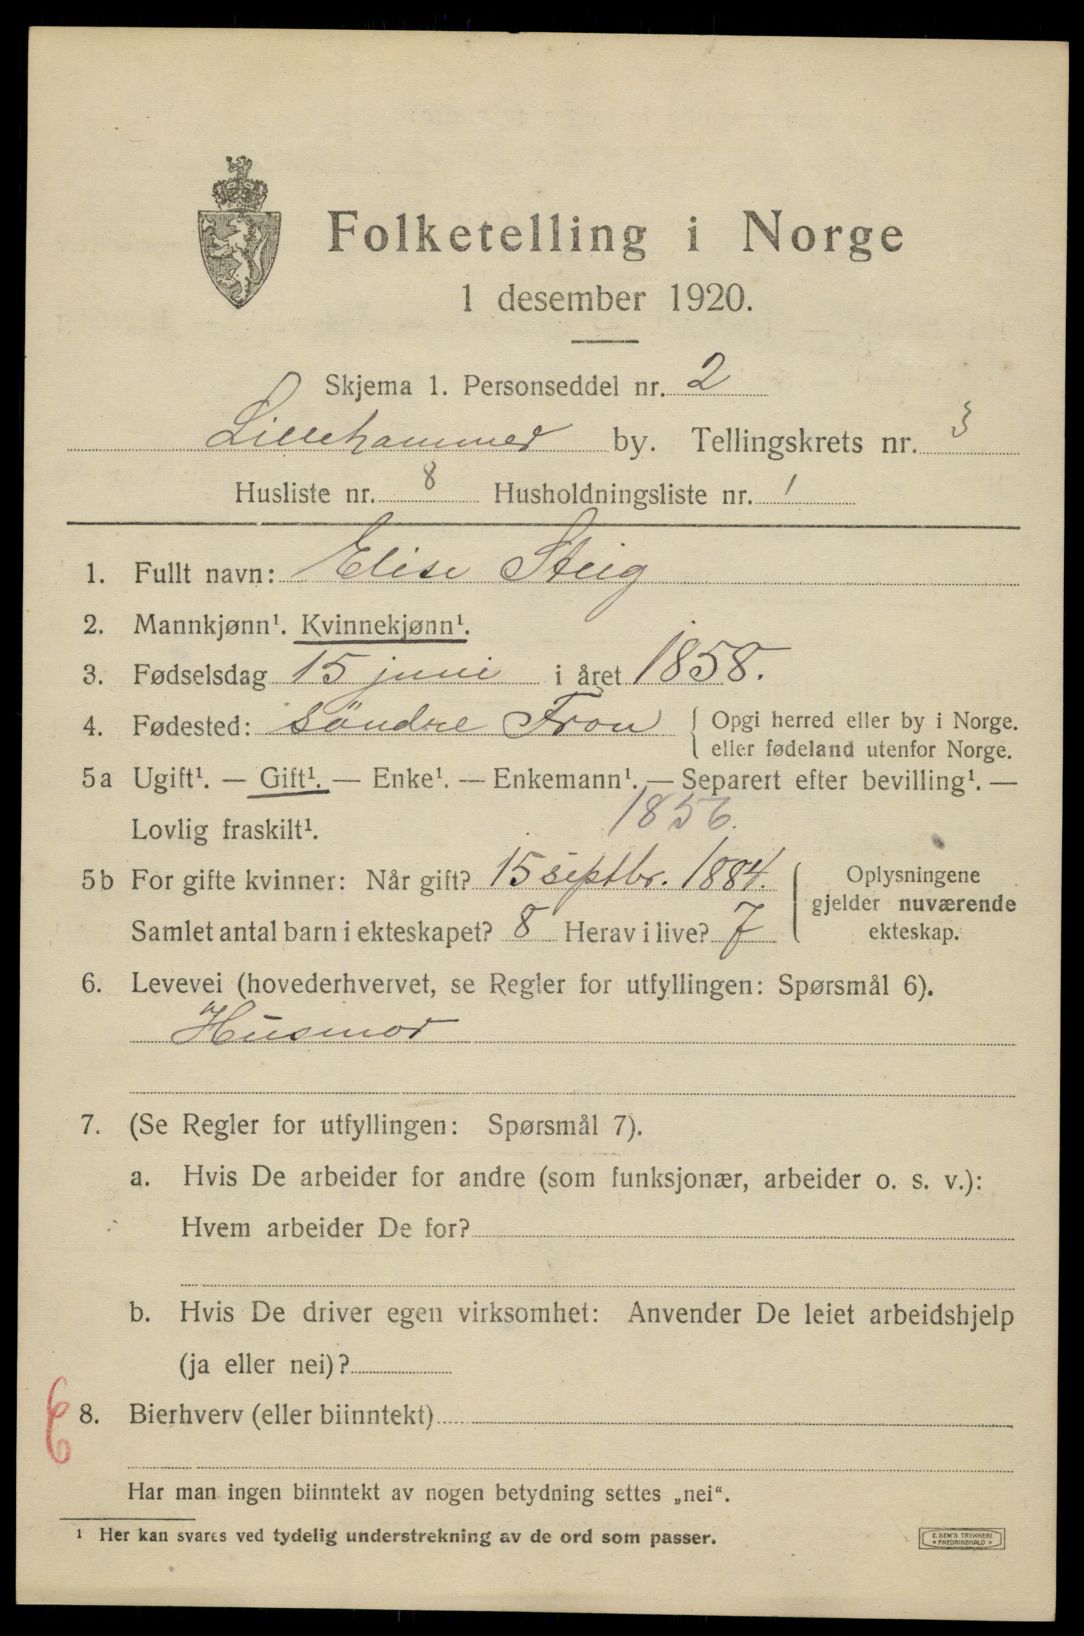 Folketelling i Norge
1 desember 1920.
Skjema 1. Personseddel nr. 2
Lillehammer by. Tellingskrets nr. 3
Husliste nr. 8 Husholdningsliste nr. 1
1. Fullt navn: Elise Steig
2. Mannkjønn¹. Kvinnekjønn¹.
3. Fødselsdag 15 juni i året 1858.
4. Fødested: söndre Fron { Opgi herred eller by i Norge.
eller fødeland utenfor Norge.
5a Ugift¹. — Gift¹. — Enke¹. — Enkemann¹. — Separert efter bevilling¹. —
Lovlig fraskilt¹. 1856.
5b For gifte kvinner: Når gift? 15 septbr. 1884. { Oplysningene
gjelder nuværende
Samlet antal barn i ekteskapet? 8 Herav i live? 7 ekteskap.
6. Levevei (hovederhvervet, se Regler for utfyllingen: Spørsmål 6).
Husmor
7. (Se Regler for utfyllingen: Spørsmål 7).
a. Hvis De arbeider for andre (som funksjonær, arbeider o. s. v.):
Hvem arbeider De for?
b. Hvis De driver egen virksomhet: Anvender De leiet arbeidshjelp
(ja eller nei)?
8. Bierhverv (eller biinntekt)
Har man ingen biinntekt av nogen betydning settes „nei“.
¹ Her kan svares ved tydelig understrekning av de ord som passer.
E. SEM'S TRYKKERI
• FREDRIKSHALD •